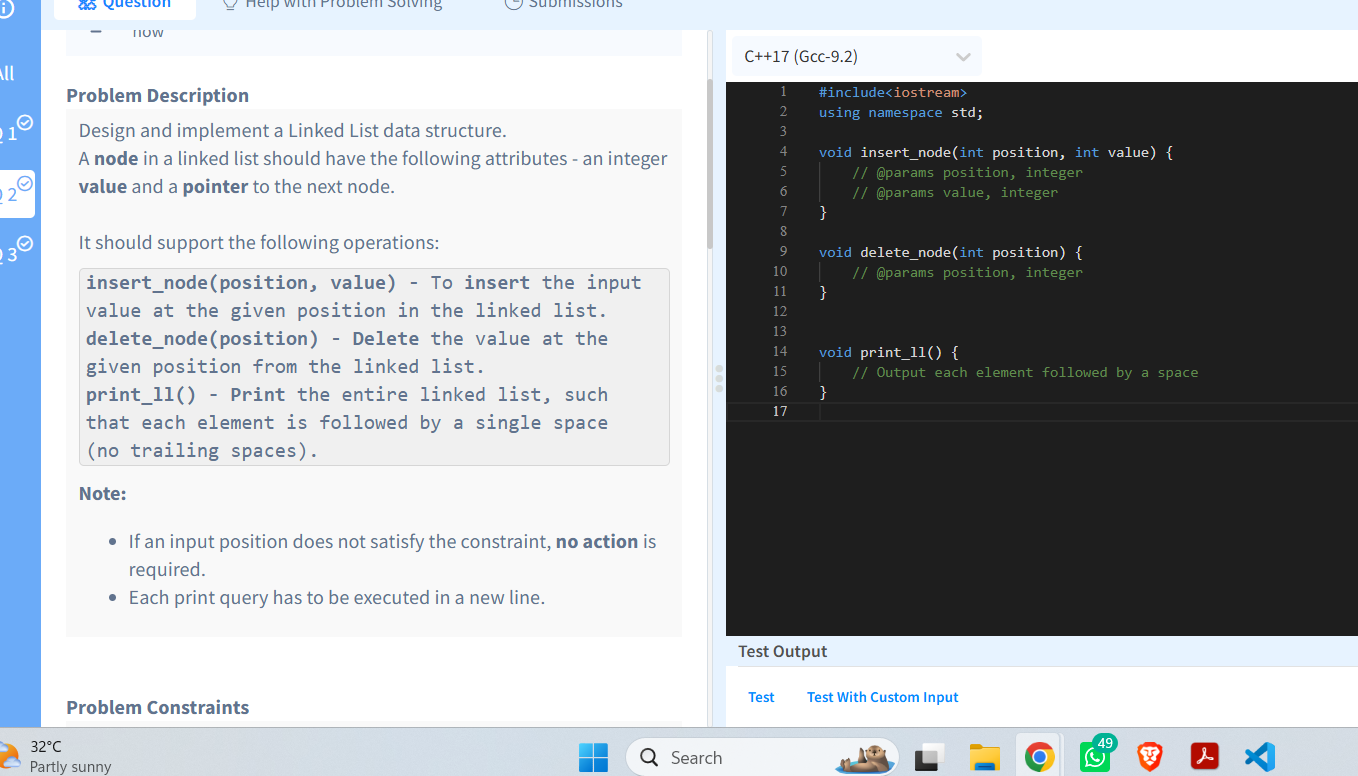 Question
Help with Problem Solving
Submissions
now
All
Q 1
Q 2
Q 3
Problem Description
Design and implement a Linked List data structure.
A node in a linked list should have the following attributes - an integer
value and a pointer to the next node.
It should support the following operations:
insert_node(position, value) - To insert the input
value at the given position in the linked list.
delete_node(position) - Delete the value at the
given position from the linked list.
print_ll() - Print the entire linked list, such
that each element is followed by a single space
(no trailing spaces).
Note:
If an input position does not satisfy the constraint, no action is
required.
Each print query has to be executed in a new line.
Problem Constraints
C++17 (Gcc-9.2)
1 #include<iostream>
2 using namespace std;
3
4 void insert_node(int position, int value) {
5 // @params position, integer
6 // @params value, integer
7 }
8
9 void delete_node(int position) {
10 // @params position, integer
11 }
12
13
14 void print_ll() {
15 // Output each element followed by a space
16 }
17
Test Output
Test
Test With Custom Input
32°C
Partly sunny
Search
49